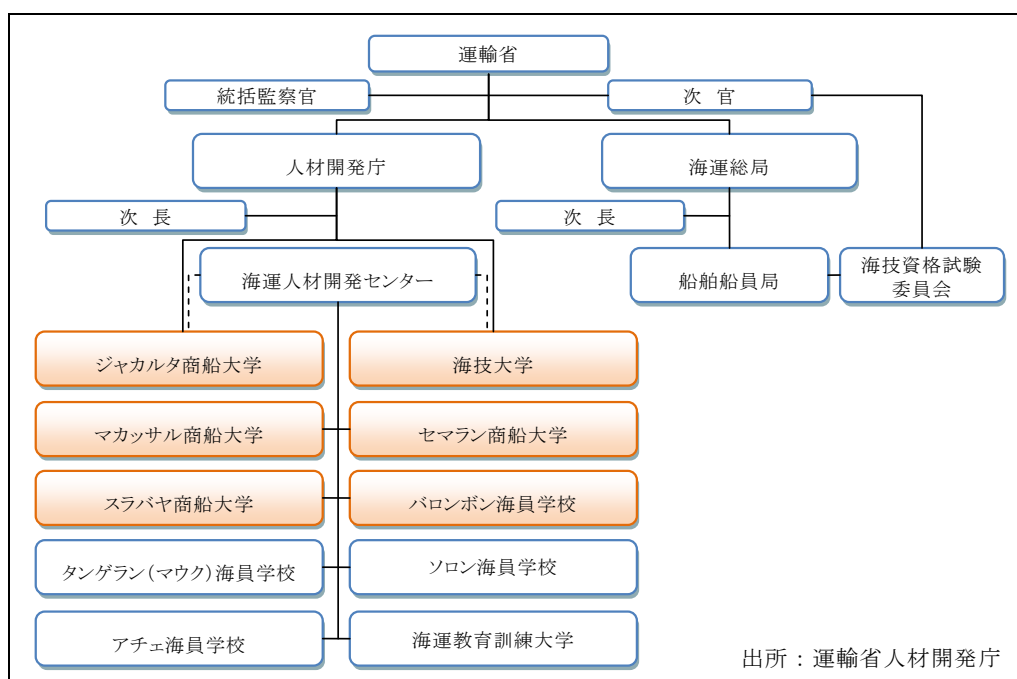 運輸省
統括監察官
次 官
人材開発庁
海運総局
次 長
次 長
海運人材開発センター
船舶船員局
海技資格試験
委員会
ジャカルタ商船大学
海技大学
マカッサル商船大学
セマラン商船大学
スラバヤ商船大学
バロンボン海員学校
タンゲラン(マウク)海員学校
ソロン海員学校
アチェ海員学校
海運教育訓練大学
出所:運輸省人材開発庁